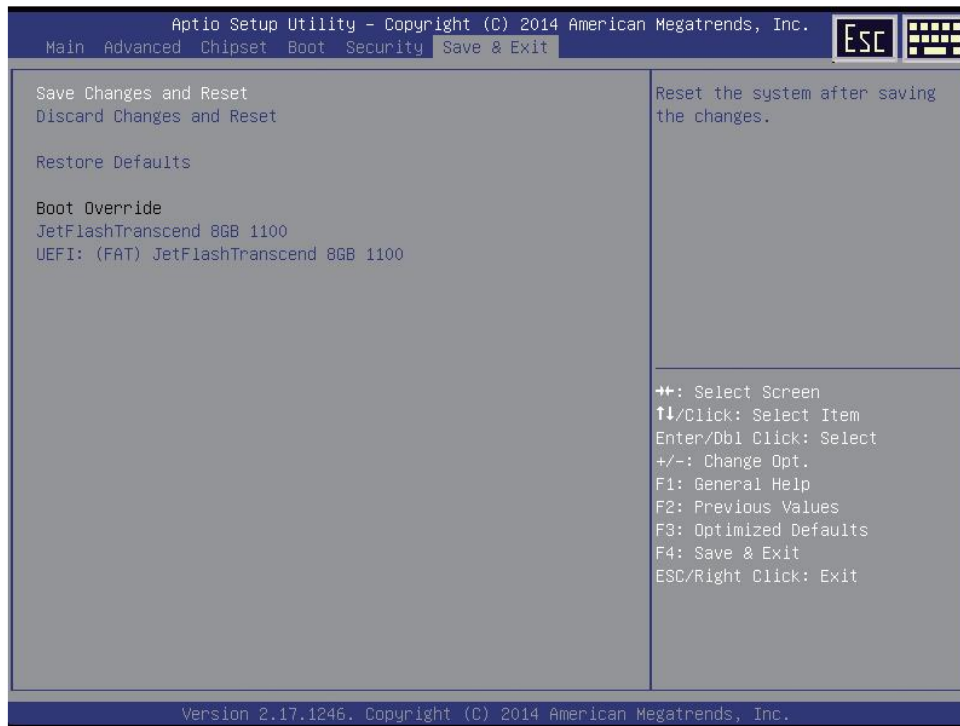 Aptio Setup Utility – Copyright (C) 2014 American Megatrends, Inc.
Esc
Main Advanced Chipset Boot Security Save & Exit
Save Changes and Reset
Discard Changes and Reset
Restore Defaults
Boot Override
JetFlashTranscend 8GB 1100
UEFI: (FAT) JetFlashTranscend 8GB 1100
Reset the system after saving
the changes.
→←: Select Screen
↑↓/Click: Select Item
Enter/Dbl Click: Select
+/-: Change Opt.
F1: General Help
F2: Previous Values
F3: Optimized Defaults
F4: Save & Exit
ESC/Right Click: Exit
Version 2.17.1246. Copyright (C) 2014 American Megatrends, Inc.